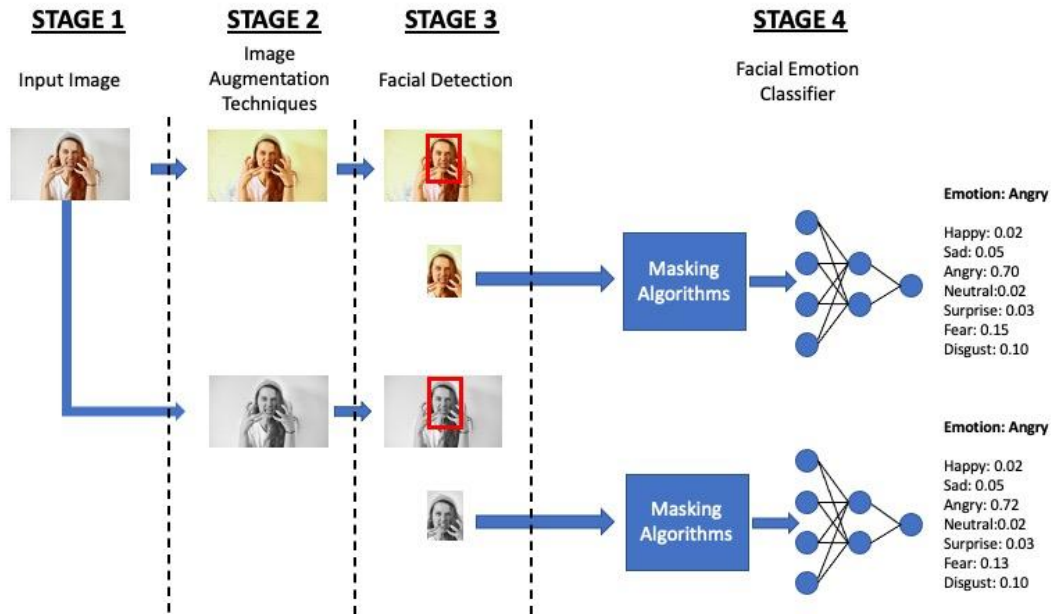 STAGE 1
STAGE 2
STAGE 3
STAGE 4
Input Image
Image
Augmentation
Techniques
Facial Detection
Facial Emotion
Classifier
Masking
Algorithms
Emotion: Angry
Happy: 0.02
Sad: 0.05
Angry: 0.70
Neutral:0.02
Surprise: 0.03
Fear: 0.15
Disgust: 0.10
Masking
Algorithms
Emotion: Angry
Happy: 0.02
Sad: 0.05
Angry: 0.72
Neutral:0.02
Surprise: 0.03
Fear: 0.13
Disgust: 0.10